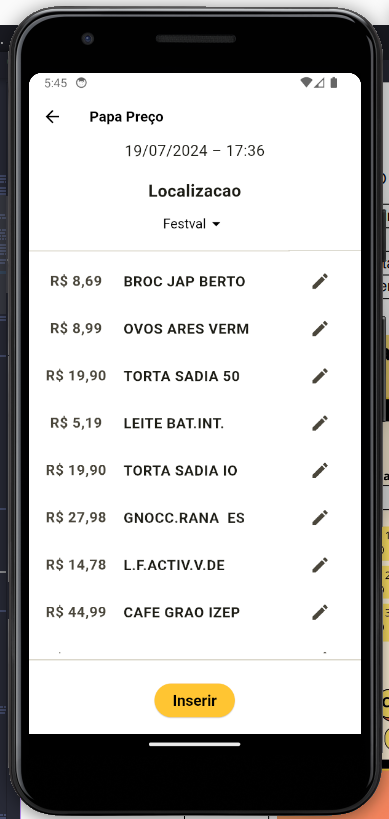 5:45
Papa Preço
19/07/2024 – 17:36
Localizacao
Festval
R$ 8,69 BROC JAP BERTO
R$ 8,99 OVOS ARES VERM
R$ 19,90 TORTA SADIA 50
R$ 5,19 LEITE BAT.INT.
R$ 19,90 TORTA SADIA IO
R$ 27,98 GNOCC.RANA  ES
R$ 14,78 L.F.ACTIV.V.DE
R$ 44,99 CAFE GRAO IZEP
Inserir